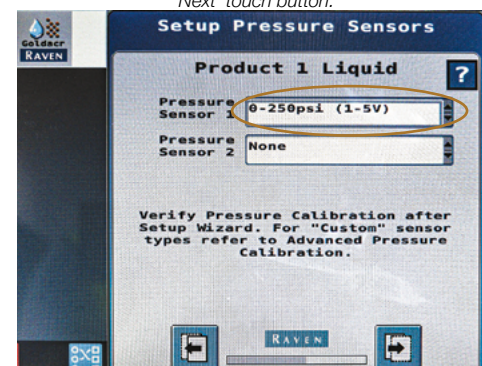 "Next" touch button.
Setup Pressure Sensors
Goldacr
RAVEN
Product 1 Liquid
?
Pressure
Sensor 1
0-250psi (1-5V)
Pressure
Sensor 2
None
Verify Pressure Calibration after
Setup Wizard. For "Custom" sensor
types refer to Advanced Pressure
Calibration.
RAVEN